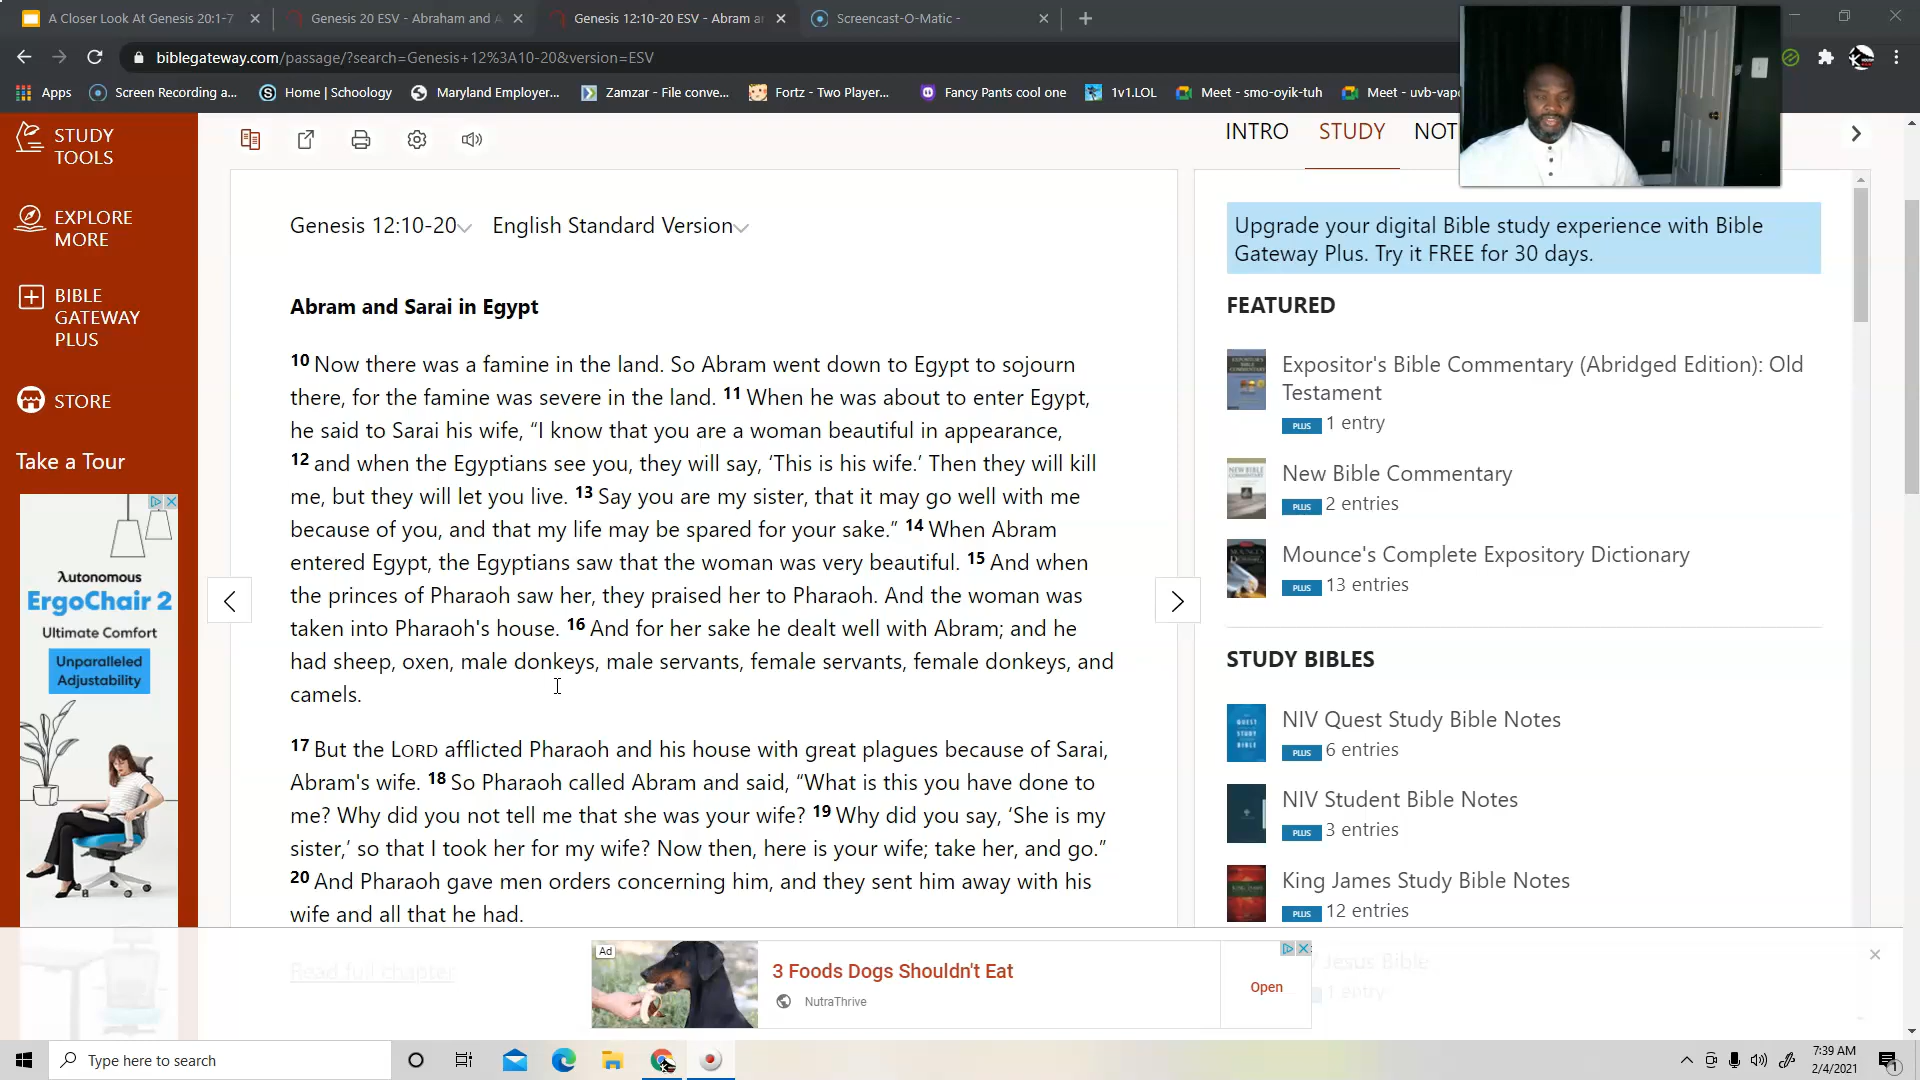 A Closer Look At Genesis 20:1-7
Genesis 20 ESV - Abraham and A
Genesis 12:10-20 ESV - Abram ar
Screencast-O-Matic -
biblegateway.com/passage/?search=Genesis+12%3A10-20&version=ESV
Apps
Screen Recording a...
Home | Schoology
Maryland Employer...
Zamzar - File conve...
Fortz - Two Player...
Fancy Pants cool one
1v1.LOL
Meet - smo-oyik-tuh
Meet - uvb-vap
STUDY
TOOLS
EXPLORE
MORE
BIBLE
GATEWAY
PLUS
STORE
Take a Tour
Autonomous
ErgoChair 2
Ultimate Comfort
Unparalleled
Adjustability
INTRO
STUDY
NOT
Genesis 12:10-20
English Standard Version
Abram and Sarai in Egypt
10 Now there was a famine in the land. So Abram went down to Egypt to sojourn
there, for the famine was severe in the land. 11 When he was about to enter Egypt,
he said to Sarai his wife, “I know that you are a woman beautiful in appearance,
12 and when the Egyptians see you, they will say, ‘This is his wife.’ Then they will kill
me, but they will let you live. 13 Say you are my sister, that it may go well with me
because of you, and that my life may be spared for your sake.” 14 When Abram
entered Egypt, the Egyptians saw that the woman was very beautiful. 15 And when
the princes of Pharaoh saw her, they praised her to Pharaoh. And the woman was
taken into Pharaoh's house. 16 And for her sake he dealt well with Abram; and he
had sheep, oxen, male donkeys, male servants, female servants, female donkeys, and
camels.
17 But the LORD afflicted Pharaoh and his house with great plagues because of Sarai,
Abram's wife. 18 So Pharaoh called Abram and said, “What is this you have done to
me? Why did you not tell me that she was your wife? 19 Why did you say, ‘She is my
sister,’ so that I took her for my wife? Now then, here is your wife; take her, and go.”
20 And Pharaoh gave men orders concerning him, and they sent him away with his
wife and all that he had.
Read full chapter
Upgrade your digital Bible study experience with Bible
Gateway Plus. Try it FREE for 30 days.
FEATURED
Expositor's Bible Commentary (Abridged Edition): Old
Testament
PLUS 1 entry
New Bible Commentary
PLUS 2 entries
Mounce's Complete Expository Dictionary
PLUS 13 entries
STUDY BIBLES
NIV Quest Study Bible Notes
PLUS 6 entries
NIV Student Bible Notes
PLUS 3 entries
King James Study Bible Notes
PLUS 12 entries
Jesus Bible
1 entry
Ad
3 Foods Dogs Shouldn't Eat
NutraThrive
Open
Type here to search
7:39 AM
2/4/2021
1